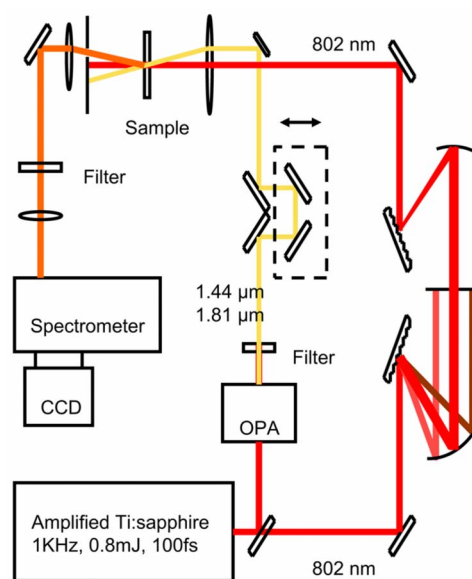 802 nm
Sample
Filter
1.44 µm
1.81 µm
Spectrometer
Filter
CCD
OPA
Amplified Ti:sapphire
1KHz, 0.8mJ, 100fs
802 nm